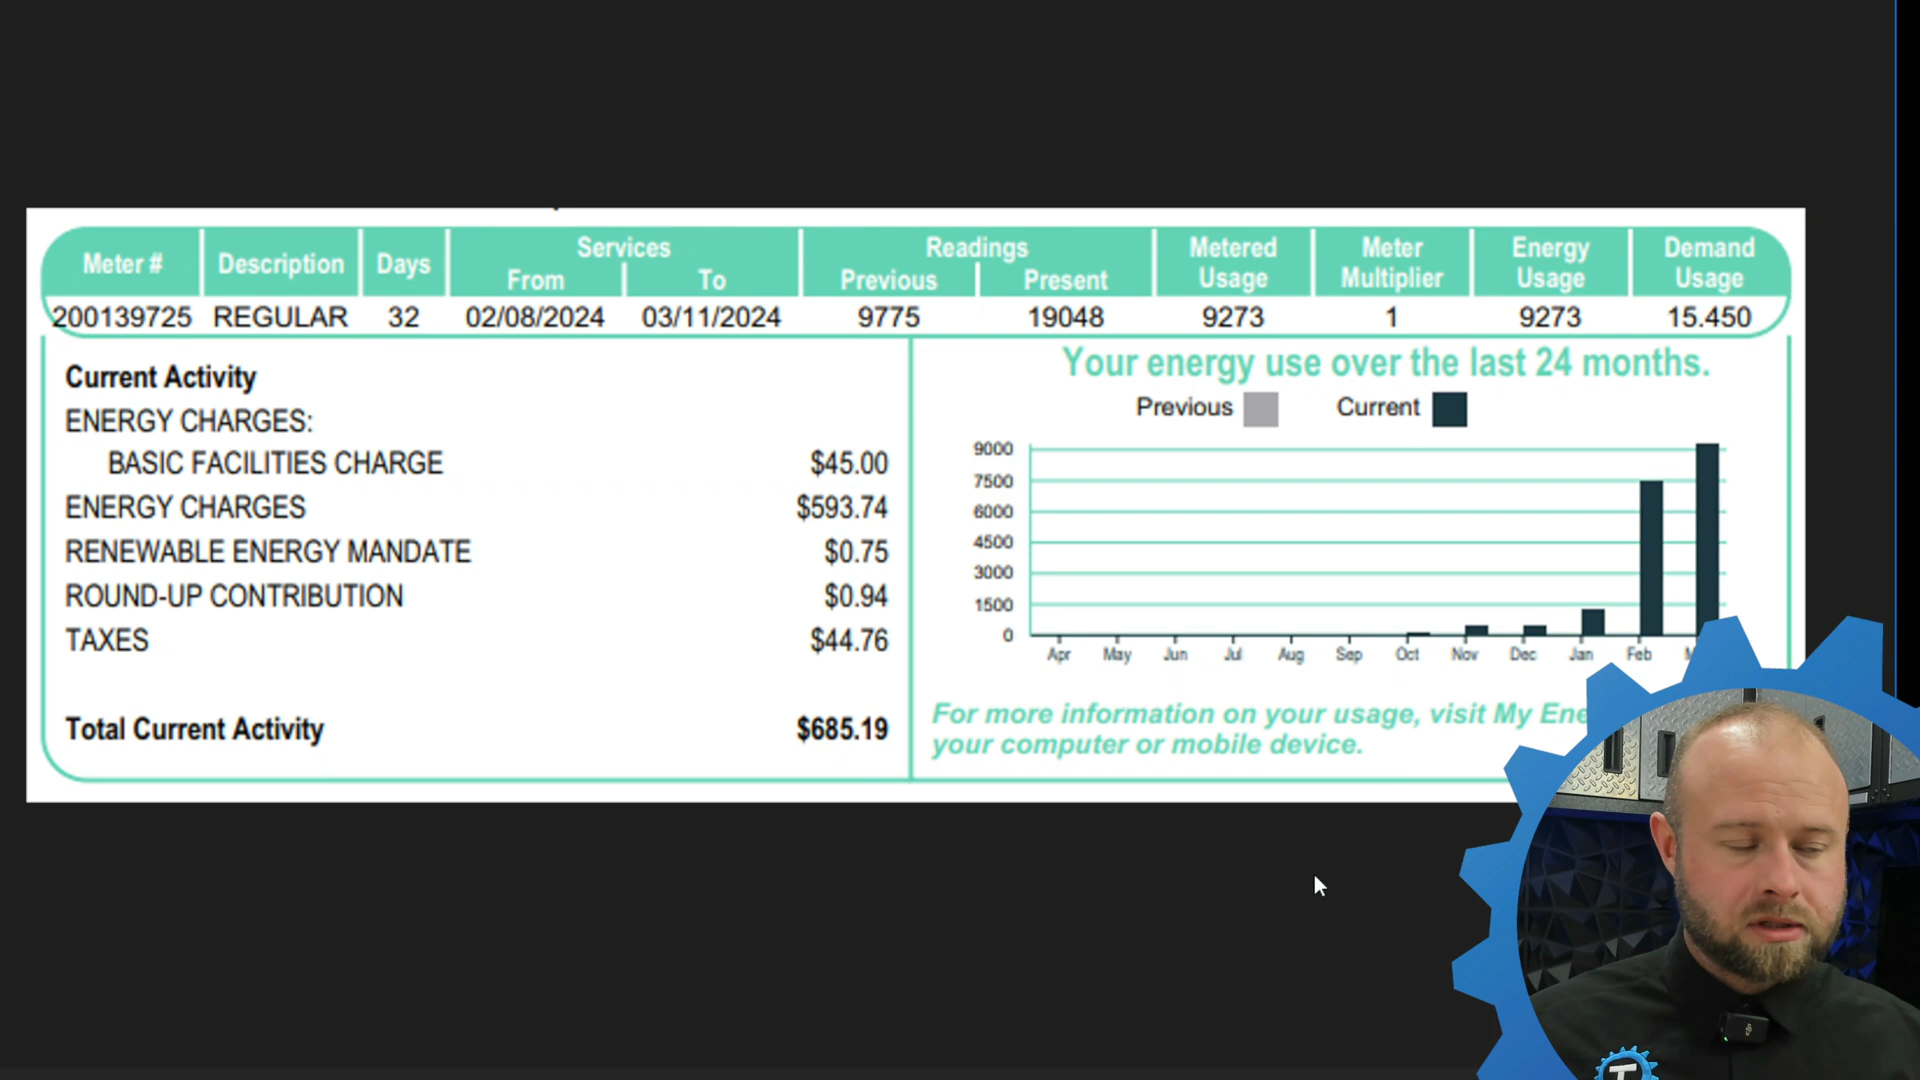 Meter # Description Days Services Readings Metered Usage Meter Multiplier Energy Usage Demand Usage
From To Previous Present
200139725 REGULAR 32 02/08/2024 03/11/2024 9775 19048 9273 1 9273 15.450
Current Activity
ENERGY CHARGES:
BASIC FACILITIES CHARGE $45.00
ENERGY CHARGES $593.74
RENEWABLE ENERGY MANDATE $0.75
ROUND-UP CONTRIBUTION $0.94
TAXES $44.76
Total Current Activity $685.19
Your energy use over the last 24 months.
Previous Current
9000
7500
6000
4500
3000
1500
0
Apr May Jun Jul Aug Sep Oct Nov Dec Jan Feb
For more information on your usage, visit My
your computer or mobile device.